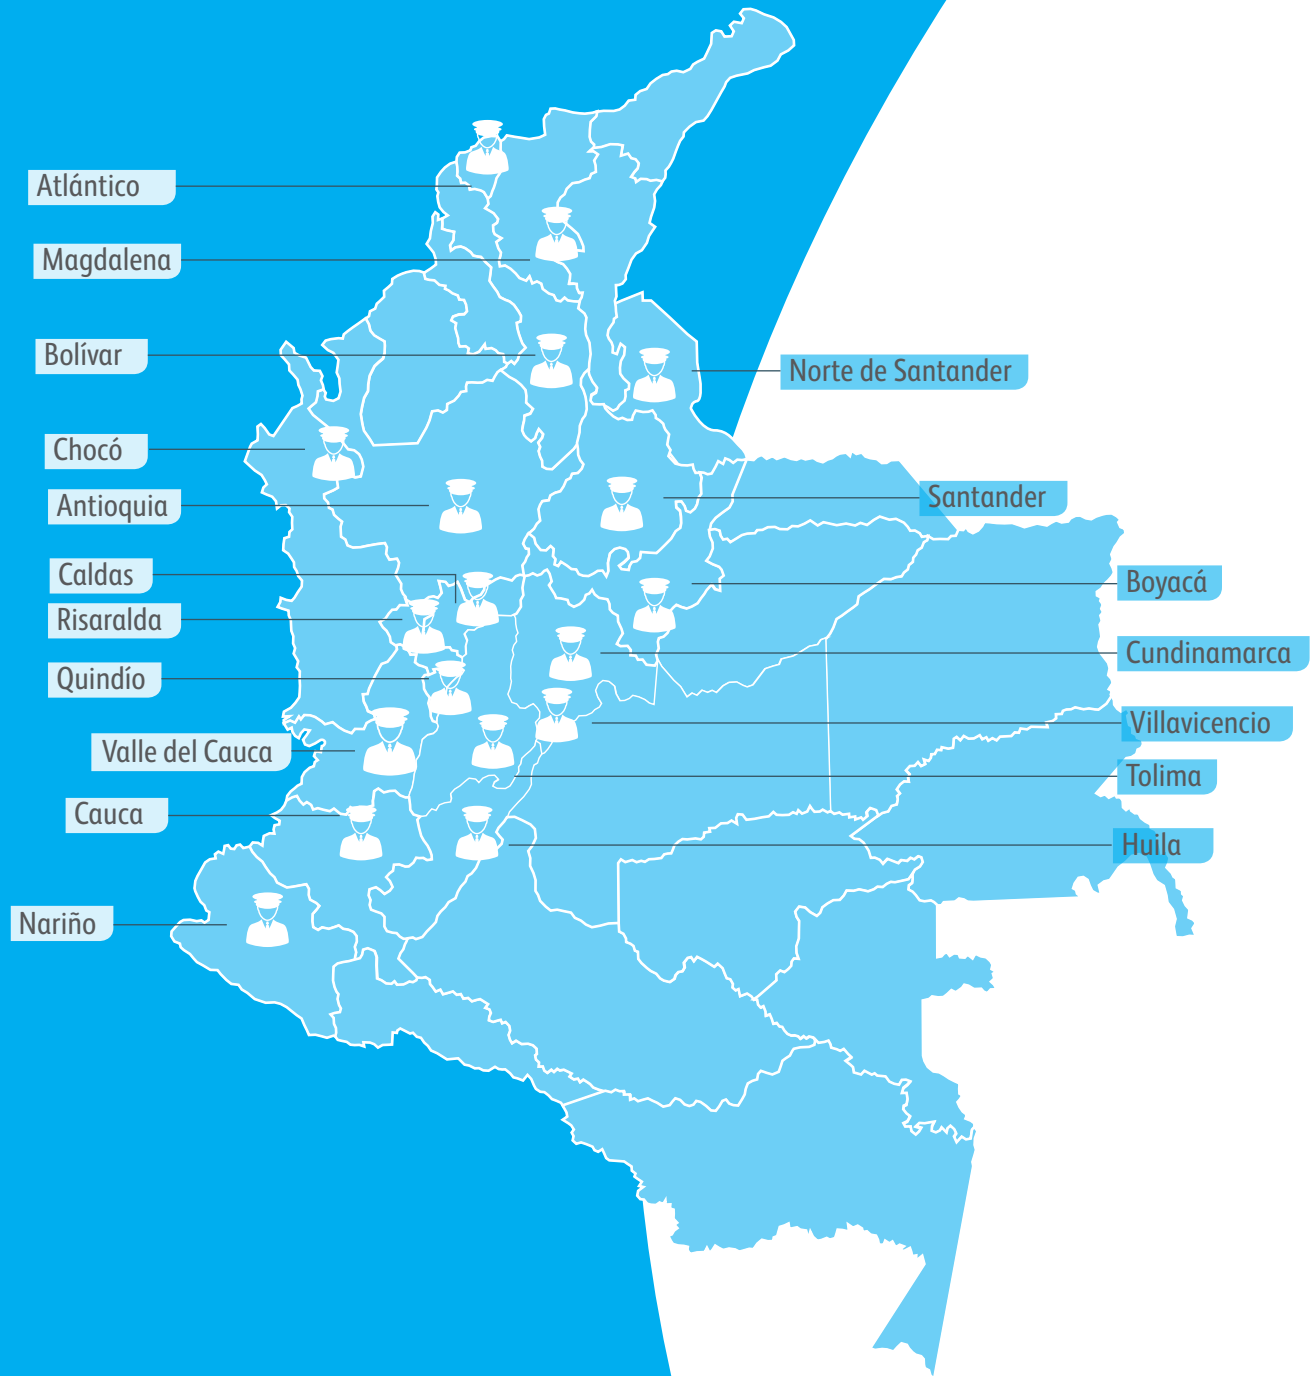 Atlántico
Magdalena
Bolívar
Chocó
Antioquia
Caldas
Risaralda
Quindío
Valle del Cauca
Cauca
Nariño
Norte de Santander
Santander
Boyacá
Cundinamarca
Villavicencio
Tolima
Huila